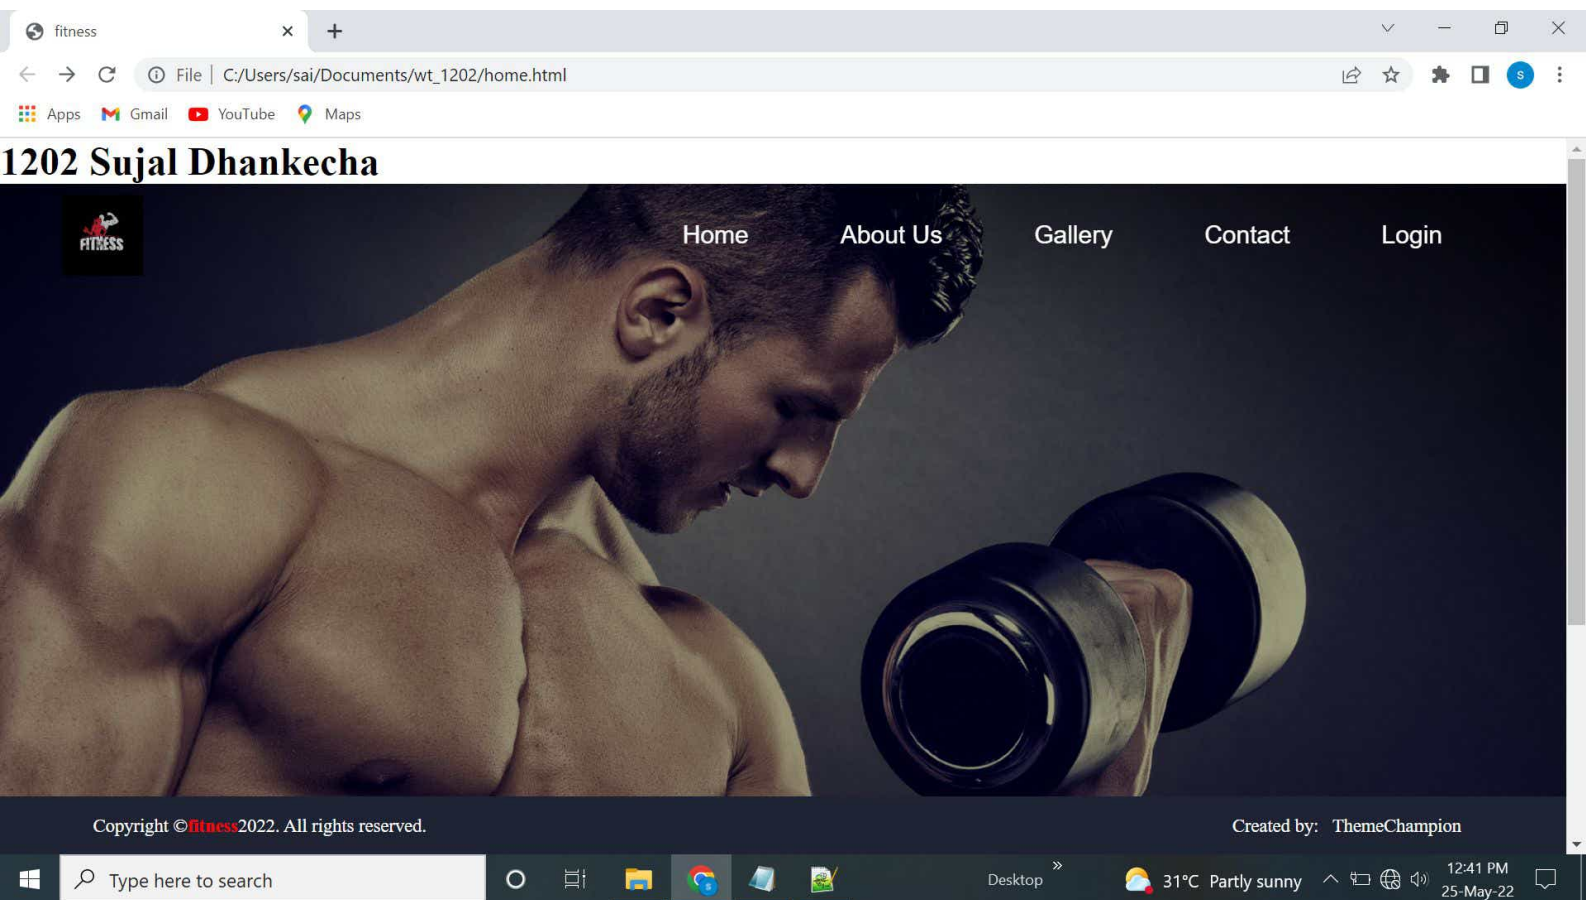 fitness
File | C:/Users/sai/Documents/wt_1202/home.html
Apps Gmail YouTube Maps
1202 Sujal Dhankecha
FITNESS
Home About Us Gallery Contact Login
Copyright ©fitness2022. All rights reserved.
Created by: ThemeChampion
Type here to search
Desktop
31°C Partly sunny
12:41 PM
25-May-22